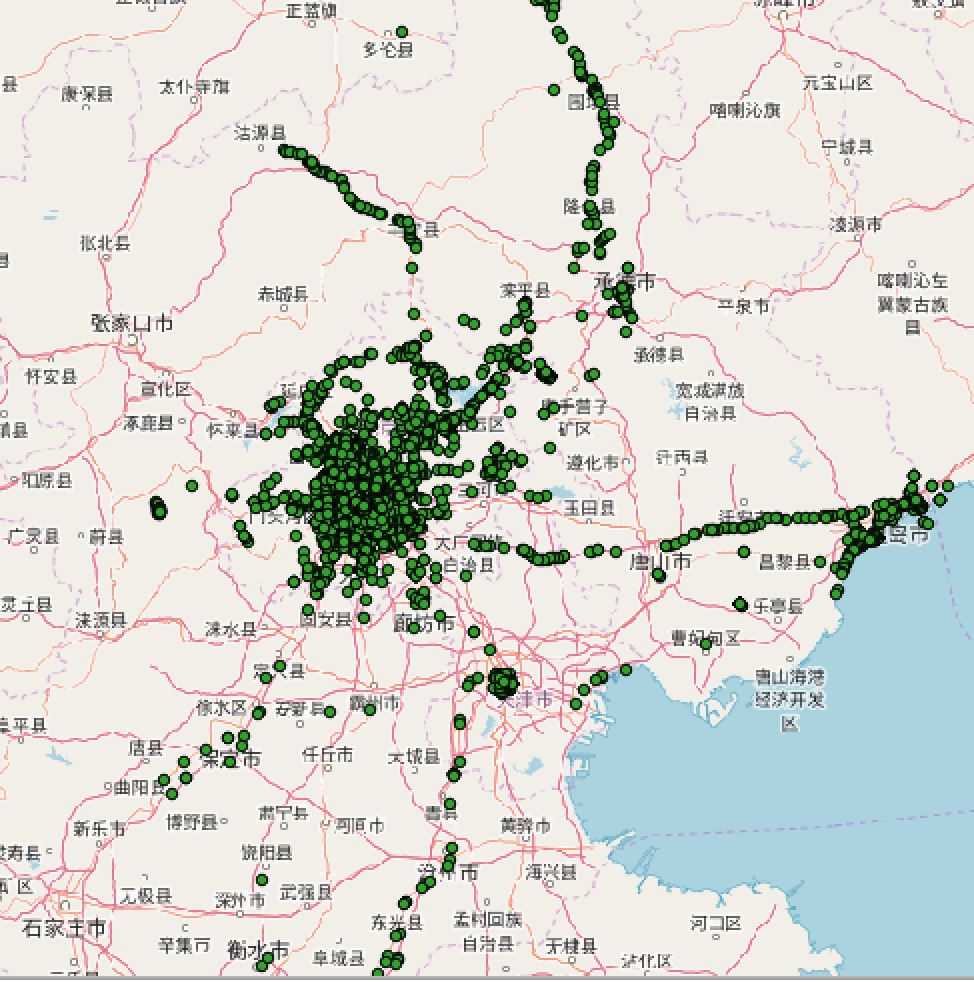 正蓝旗
赤峰市
多伦县
康保县
太仆寺旗
元宝山区
喀喇沁旗
沽源县
宁城县
隆
县
凌源市
张北县
承德市
喀喇沁左
翼蒙古族
县
赤城县
滦平县
平泉市
张家口市
承德县
怀安县
宣化区
宽城满族
自治县
涿鹿县
怀来县
矿区
遵化市
迁西县
阳原县
玉田县
广灵县
蔚县
自治县
唐山市
昌黎县
灵丘县
乐亭县
涞源县
涞水县
固安县
廊坊市
曹妃甸区
唐山海港
经济开发
区
天津市
徐水区
安新县
霸州市
阜平县
唐县
保定市
任丘市
大城县
曲阳县
青县
新乐市
博野县
肃宁县
河间市
黄骅市
饶阳县
沧州市
海兴县
无极县
深州市
武强县
石家庄市
东光县
孟村回族
自治县
河口区
辛集市
衡水市
阜城县
无棣县
沾化区